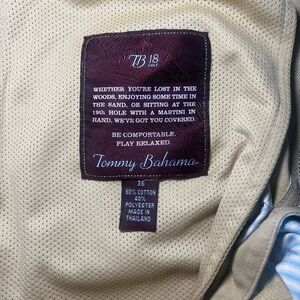 TB 18
GOLF
WHETHER YOU'RE LOST IN THE
WOODS, ENJOYING SOME TIME IN
THE SAND, OR SITTING AT THE
19th HOLE WITH A MARTINI IN
HAND, WE'VE GOT YOU COVERED.
BE COMFORTABLE.
PLAY RELAXED.
Tommy Bahama
36
60% COTTON
40%
POLYESTER
MADE IN
THAILAND